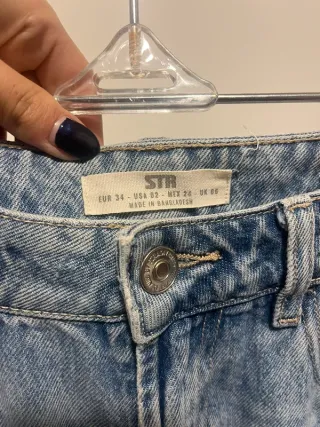 STR
EUR 34 - USA 02 - MEX 24 - UK 06
MADE IN BANGLADESH